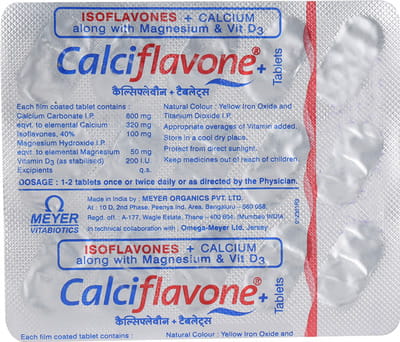 ISOFLAVONES + CALCIUM
along with Magnesium & Vit D3
Calciflavone®+
Tablets
कैल्सिफ्लेवोन + टैबलेट्स
Each film coated tablet contains :
Calcium Carbonate I.P. 800 mg
eqvt. to elemental Calcium 320 mg
Isoflavones, 40% 100 mg
Magnesium Hydroxide I.P.
eqvt. to elemental Magnesium 50 mg
Vitamin D3 (as stabilised) 200 I.U.
Excipients q.s.
Natural Colour : Yellow Iron Oxide and
Titanium Dioxide I.P.
Appropriate overages of Vitamin added.
Store in a cool dry place.
Protect from direct sunlight.
Keep medicines out of reach of children.
DOSAGE : 1-2 tablets once or twice daily or as directed by the Physician.
MEYER
VITABIOTICS
Made in India by : MEYER ORGANICS PVT. LTD.
At : 10 D, 2nd Phase, Peenya Ind. Area, Bengaluru - 560 058.
Regd. off. : A-177, Wagle Estate, Thane - 400 604. (Mumbai) INDIA
In technical collaboration with : Omega-Meyer Ltd. Jersey
ISOFLAVONES + CALCIUM
along with Magnesium & Vit D3
Calciflavone®+
Tablets
कैल्सिफ्लेवोन + टैबलेट्स
Each film coated tablet contains :
Natural Colour : Yellow Iron Oxide and